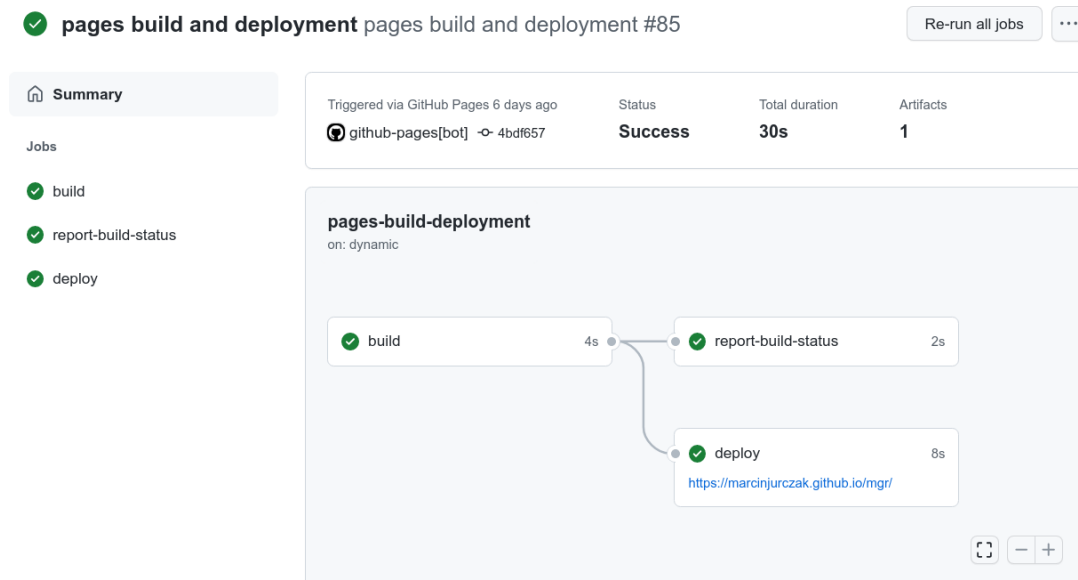 pages build and deployment pages build and deployment #85
Re-run all jobs
Summary
Jobs
build
report-build-status
deploy
Triggered via GitHub Pages 6 days ago
github-pages[bot] 4bdf657
Status
Success
Total duration
30s
Artifacts
1
pages-build-deployment
on: dynamic
build 4s
report-build-status 2s
deploy 8s
https://marcinjurczak.github.io/mgr/